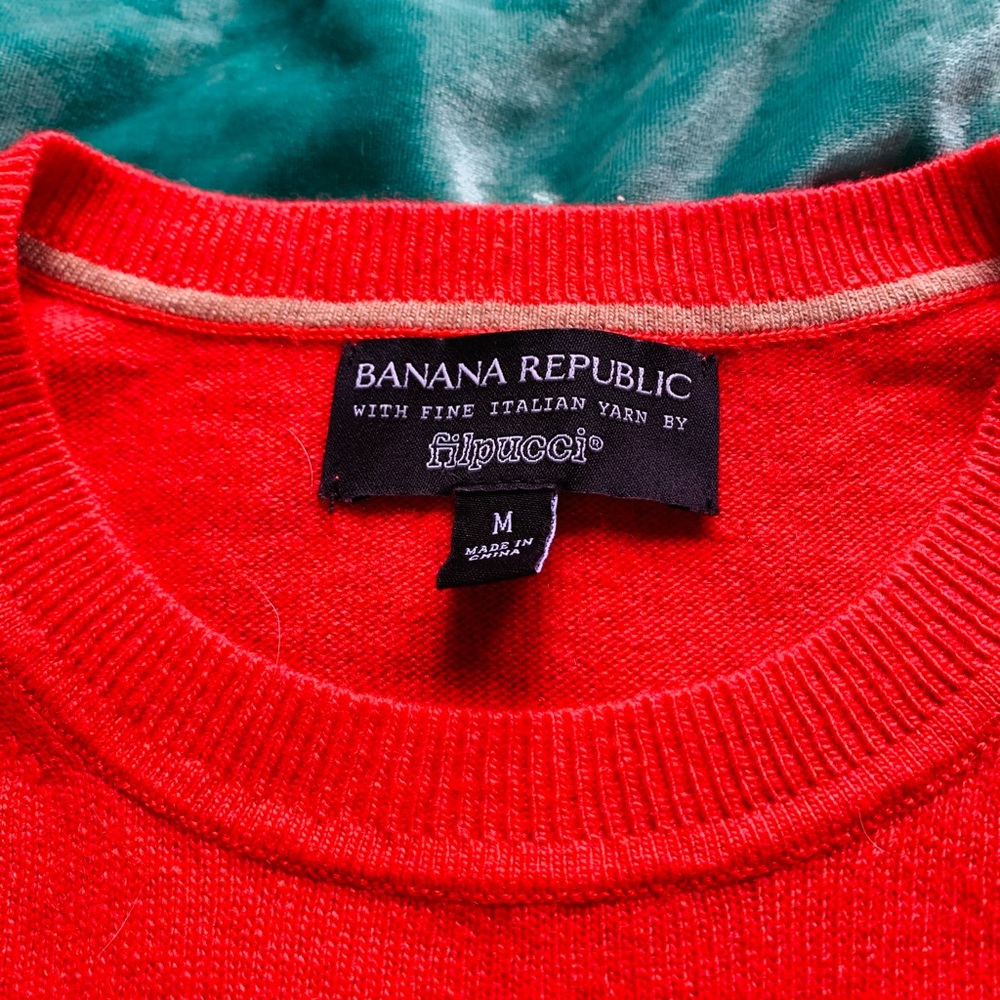 BANANA REPUBLIC
WITH FINE ITALIAN YARN BY
filpucci®
M
MADE IN
CHINA